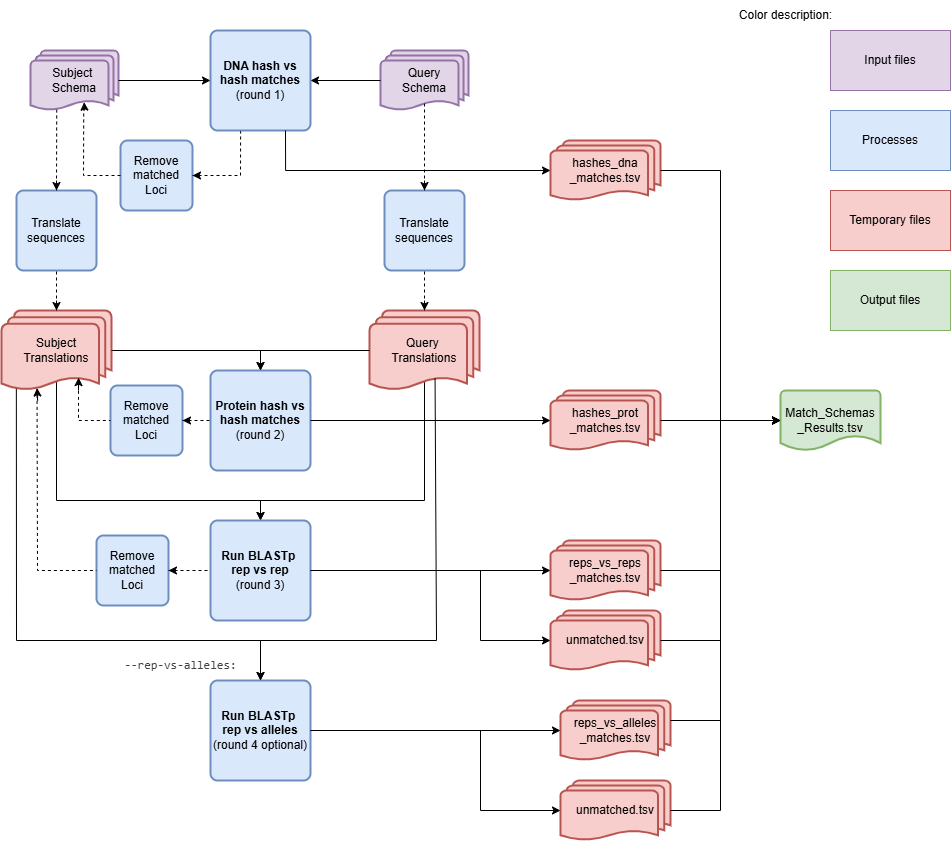 Color description:
Input files
Processes
Temporary files
Output files
Subject
Schema
DNA hash vs
hash matches
(round 1)
Query
Schema
Remove
matched
Loci
hashes_dna
_matches.tsv
Translate
sequences
Translate
sequences
Subject
Translations
Query
Translations
Remove
matched
Loci
Protein hash vs
hash matches
(round 2)
hashes_prot
_matches.tsv
Match_Schemas
_Results.tsv
Remove
matched
Loci
Run BLASTp
rep vs rep
(round 3)
reps_vs_reps
_matches.tsv
unmatched.tsv
--rep-vs-alleles:
Run BLASTp
rep vs alleles
(round 4 optional)
reps_vs_alleles
_matches.tsv
unmatched.tsv